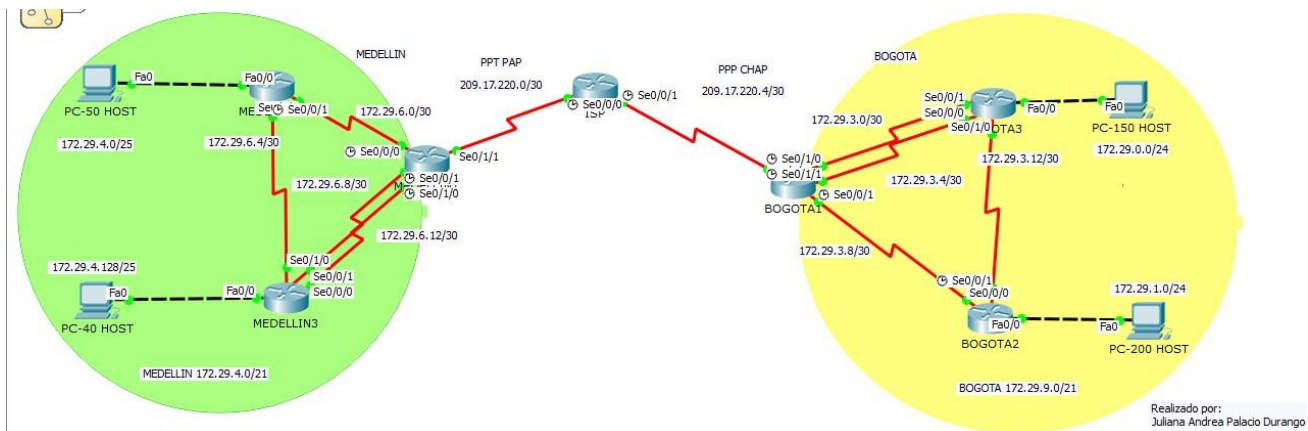 MEDELLIN
PPT PAP
209.17.220.0/30
PPP CHAP
209.17.220.4/30
BOGOTA
Fa0
Fa0/0
PC-50 HOST
172.29.4.0/25
Se0/0/1
172.29.6.0/30
172.29.6.4/30
Se0/0/0
Se0/1/1
172.29.6.8/30
Se0/0/1
Se0/1/0
172.29.6.12/30
Se0/0/0
Se0/0/1
ISP
172.29.4.128/25
Fa0
Fa0/0
PC-40 HOST
Se0/1/0
Se0/0/1
Se0/0/0
MEDELLIN3
MEDELLIN 172.29.4.0/21
Se0/0/1
Se0/0/0
Se0/1/0
Fa0/0
Fa0
PC-150 HOST
172.29.0.0/24
172.29.3.0/30
172.29.3.12/30
172.29.3.4/30
Se0/1/0
Se0/1/1
Se0/0/1
BOGOTA1
172.29.3.8/30
Se0/0/1
Se0/0/0
Fa0/0
BOGOTA2
172.29.1.0/24
Fa0
PC-200 HOST
BOGOTA 172.29.9.0/21
Realizado por:
Juliana Andrea Palacio Durango